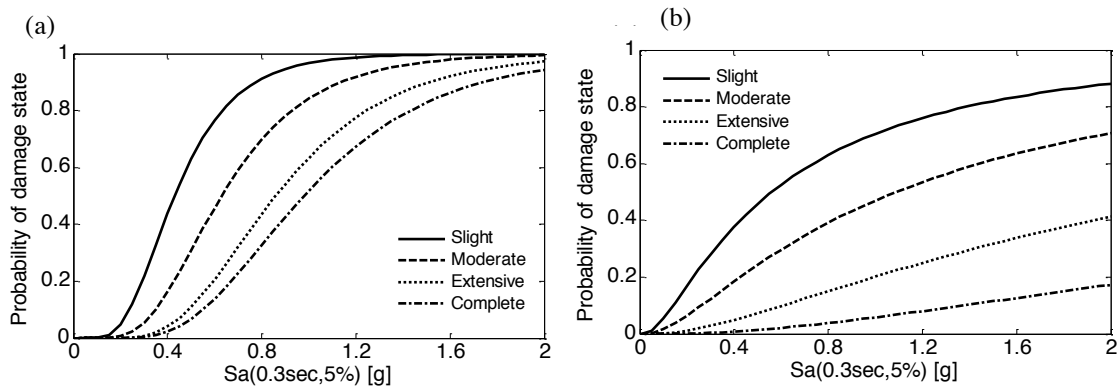 (a)
1
0.8
0.6
0.4
0.2
0
Probability of damage state
Slight
Moderate
Extensive
Complete
0 0.4 0.8 1.2 1.6 2
Sa(0.3sec,5%) [g]
(b)
1
0.8
0.6
0.4
0.2
0
Probability of damage state
Slight
Moderate
Extensive
Complete
0 0.4 0.8 1.2 1.6 2
Sa(0.3sec,5%) [g]